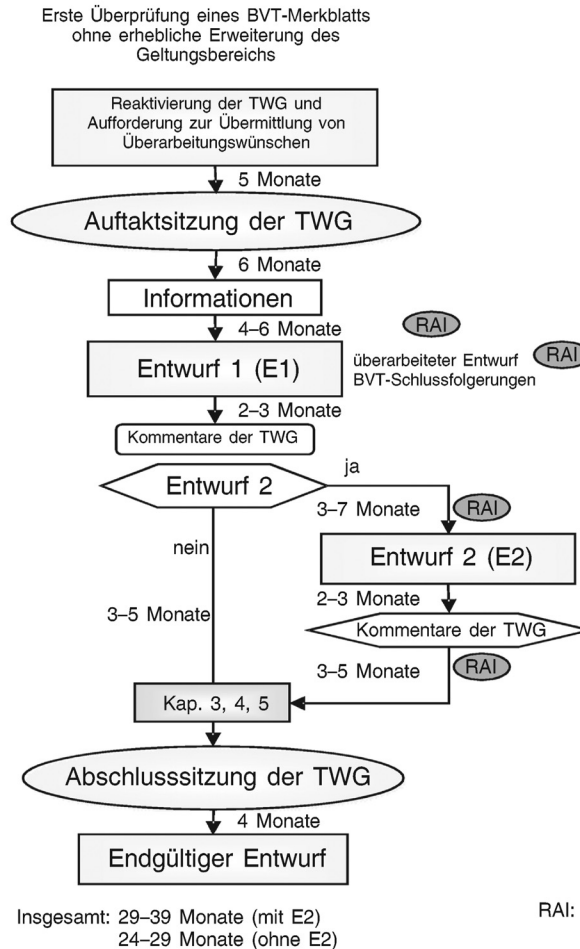 Erste Überprüfung eines BVT-Merkblatts
ohne erhebliche Erweiterung des
Geltungsbereichs
Reaktivierung der TWG und
Aufforderung zur Übermittlung von
Überarbeitungswünschen
5 Monate
Auftaktsitzung der TWG
6 Monate
Informationen
4–6 Monate
RAI
Entwurf 1 (E1)
überarbeiteter Entwurf
BVT-Schlussfolgerungen
RAI
2–3 Monate
Kommentare der TWG
Entwurf 2
ja
3–7 Monate
RAI
nein
Entwurf 2 (E2)
2–3 Monate
3–5 Monate
Kommentare der TWG
3–5 Monate
RAI
Kap. 3, 4, 5
Abschlusssitzung der TWG
4 Monate
Endgültiger Entwurf
Insgesamt: 29–39 Monate (mit E2)
24–29 Monate (ohne E2)
RAI: